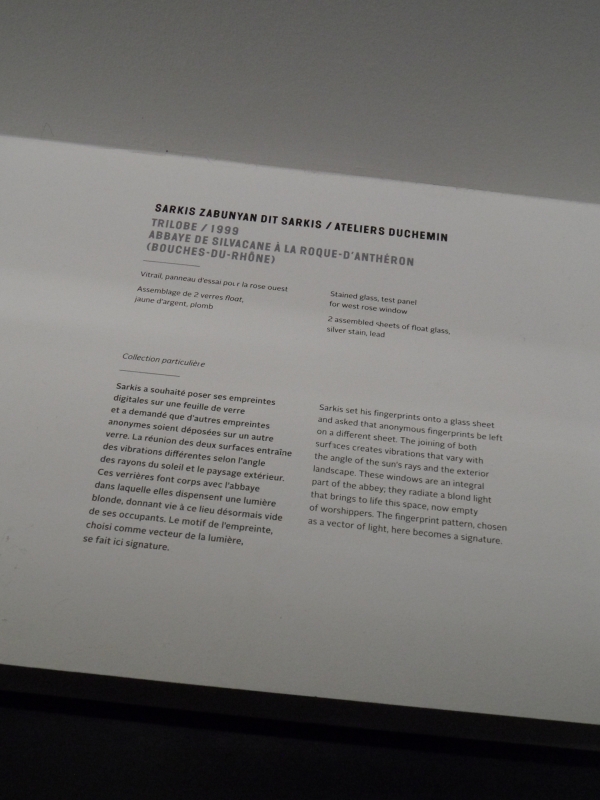 SARKIS ZABUNYAN DIT SARKIS / ATELIERS DUCHEMIN
TRILOBE / 1999
ABBAYE DE SILVACANE À LA ROQUE-D'ANTHÉRON
(BOUCHES-DU-RHÔNE)
Vitrail, panneau d'essai pour la rose ouest
Assemblage de 2 verres float,
jaune d'argent, plomb
Stained glass, test panel
for west rose window
2 assembled sheets of float glass,
silver stain, lead
Collection particulière
Sarkis a souhaité poser ses empreintes
digitales sur une feuille de verre
et a demandé que d'autres empreintes
anonymes soient déposées sur un autre
verre. La réunion des deux surfaces entraîne
des vibrations différentes selon l'angle
des rayons du soleil et le paysage extérieur.
Ces verrières font corps avec l'abbaye
dans laquelle elles dispensent une lumière
blonde, donnant vie à ce lieu désormais vide
de ses occupants. Le motif de l'empreinte,
choisi comme vecteur de la lumière,
se fait ici signature.
Sarkis set his fingerprints onto a glass sheet
and asked that anonymous fingerprints be left
on a different sheet. The joining of both
surfaces creates vibrations that vary with
the angle of the sun's rays and the exterior
landscape. These windows are an integral
part of the abbey; they radiate a blond light
that brings to life this space, now empty
of worshippers. The fingerprint pattern, chosen
as a vector of light, here becomes a signature.